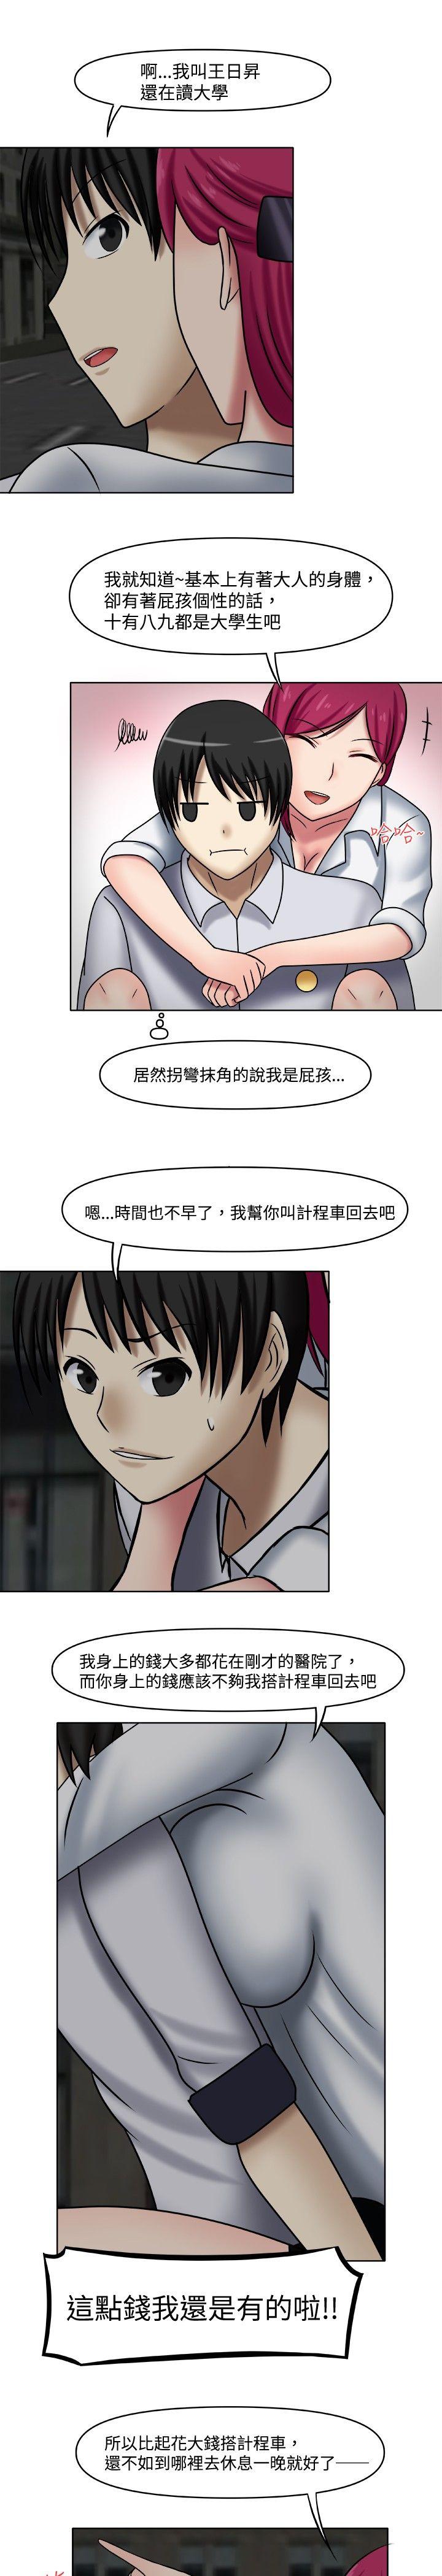 啊...我叫王日昇
還在讀大學
我就知道~基本上有著大人的身體，
卻有著屁孩個性的話，
十有八九都是大學生吧
哈哈~
居然拐彎抹角的說我是屁孩...
嗯...時間也不早了，我幫你叫計程車回去吧
我身上的錢大多都花在剛才的醫院了，
而你身上的錢應該不夠我搭計程車回去吧
這點錢我還是有的啦!!
所以比起花大錢搭計程車，
還不如到哪裡去休息一晚就好了——